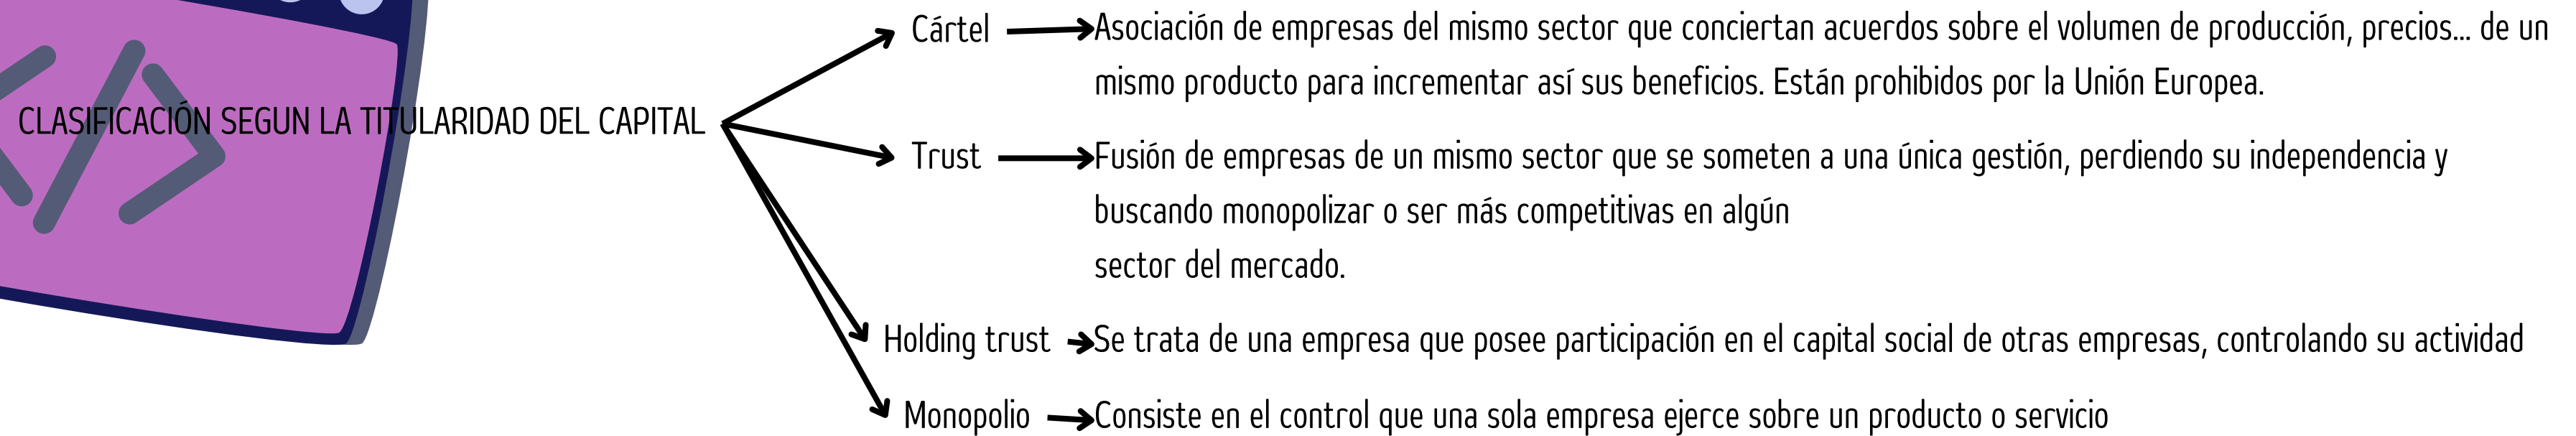 CLASIFICACIÓN SEGUN LA TITULARIDAD DEL CAPITAL
Cártel
Asociación de empresas del mismo sector que conciertan acuerdos sobre el volumen de producción, precios... de un
mismo producto para incrementar así sus beneficios. Están prohibidos por la Unión Europea.
Trust
Fusión de empresas de un mismo sector que se someten a una única gestión, perdiendo su independencia y
buscando monopolizar o ser más competitivas en algún
sector del mercado.
Holding trust
Se trata de una empresa que posee participación en el capital social de otras empresas, controlando su actividad
Monopolio
Consiste en el control que una sola empresa ejerce sobre un producto o servicio